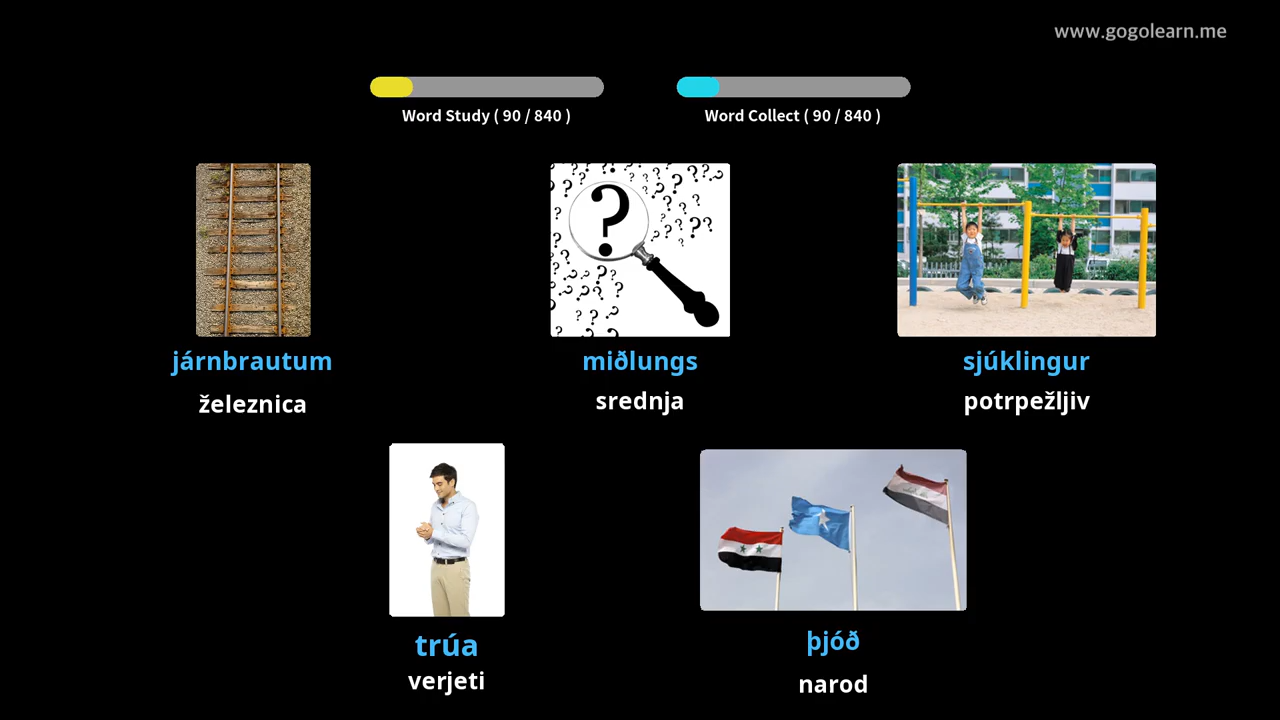 www.gogolearn.me
Word Study ( 90 / 840 )
Word Collect ( 90 / 840 )
járnbrautum
železnica
miðlungs
srednja
sjúklingur
potrpežljiv
trúa
verjeti
þjóð
narod